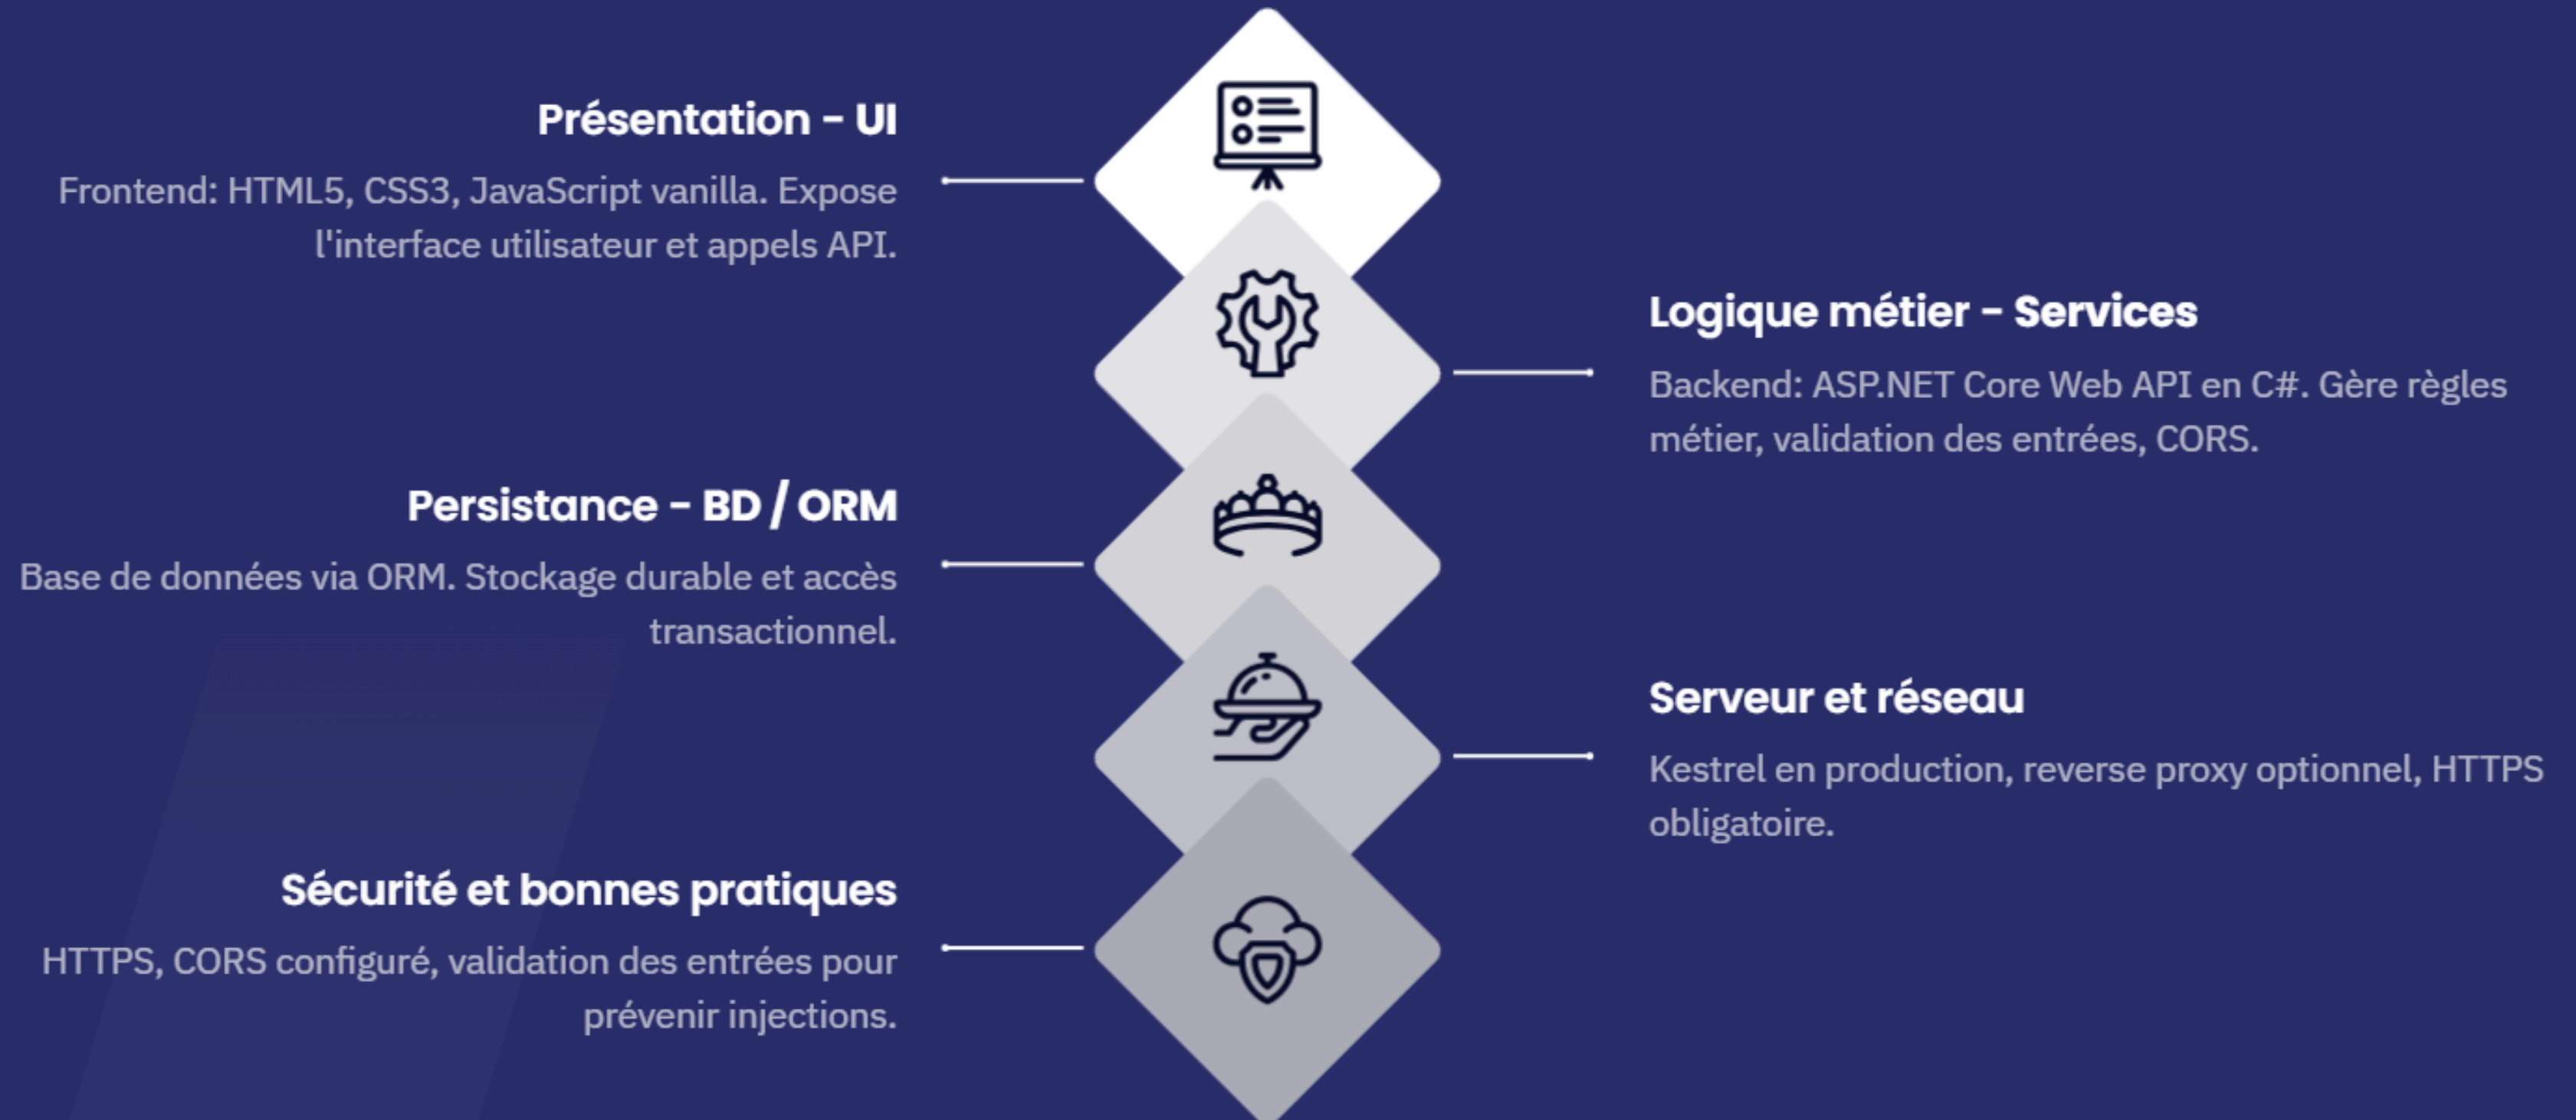 Présentation - UI
Frontend: HTML5, CSS3, JavaScript vanilla. Expose
l'interface utilisateur et appels API.
Logique métier - Services
Backend: ASP.NET Core Web API en C#. Gère règles
métier, validation des entrées, CORS.
Persistance - BD / ORM
Base de données via ORM. Stockage durable et accès
transactionnel.
Serveur et réseau
Kestrel en production, reverse proxy optionnel, HTTPS
obligatoire.
Sécurité et bonnes pratiques
HTTPS, CORS configuré, validation des entrées pour
prévenir injections.